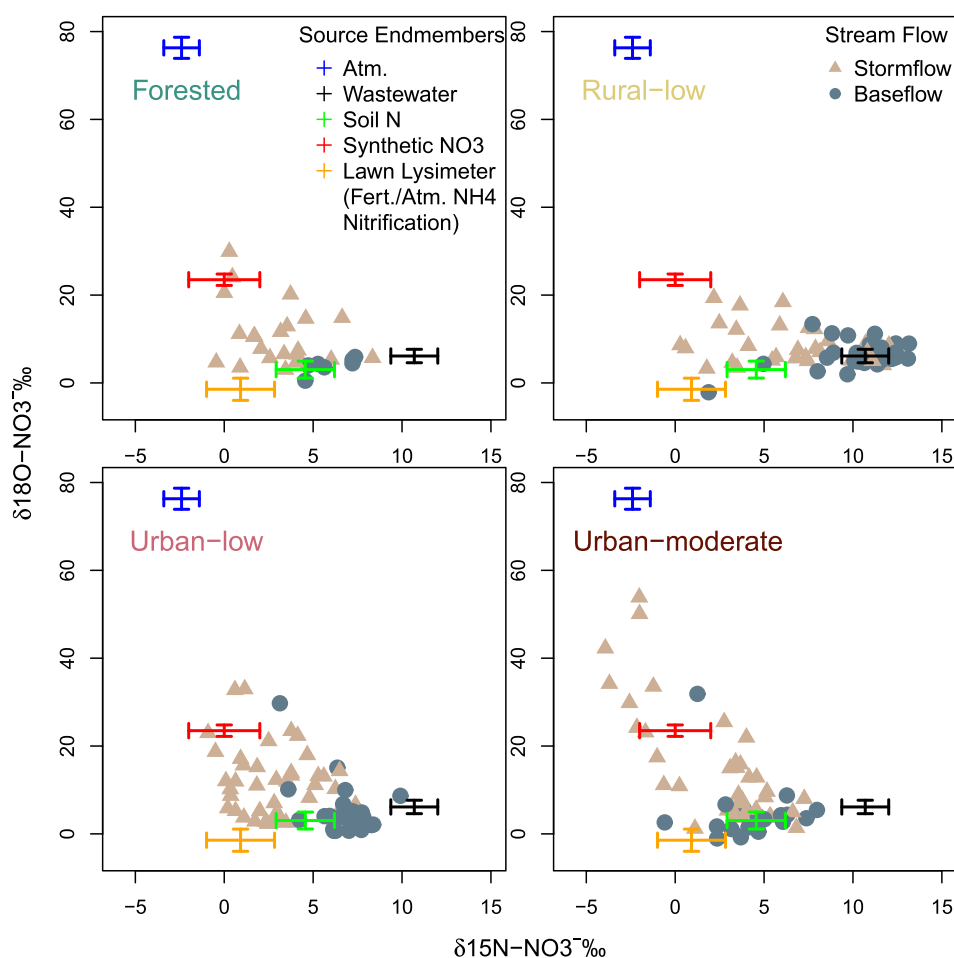 Source Endmembers
Atm.
Wastewater
Soil N
Synthetic NO3
Lawn Lysimeter
(Fert./Atm. NH4
Nitrification)
Forested
80
60
40
20
0
−5 0 5 10 15
Stream Flow
Stormflow
Baseflow
Rural−low
80
60
40
20
0
−5 0 5 10 15
Urban−low
80
60
40
20
0
−5 0 5 10 15
Urban−moderate
80
60
40
20
0
−5 0 5 10 15
δ18O−NO3⁻‰
δ15N−NO3⁻‰